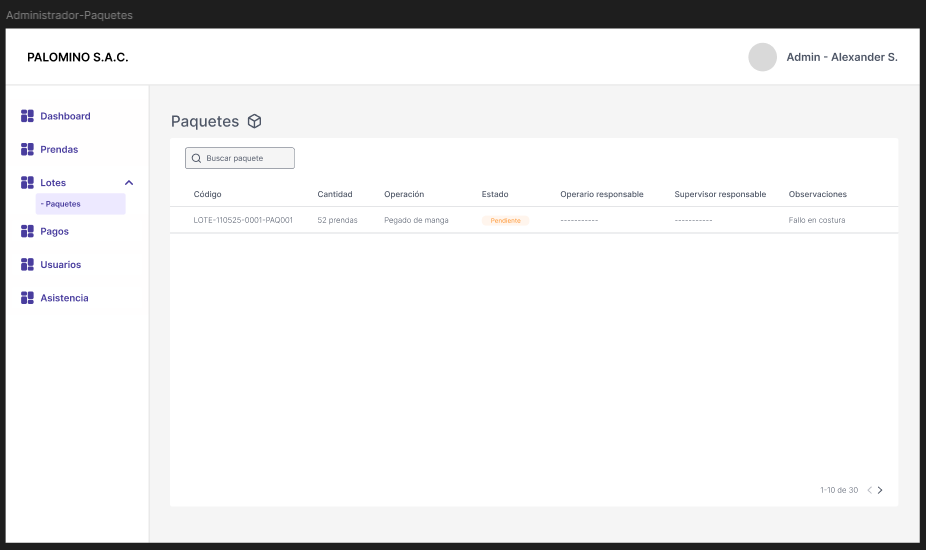 Administrador-Paquetes
PALOMINO S.A.C.
Admin - Alexander S.
Dashboard
Prendas
Lotes
- Paquetes
Pagos
Usuarios
Asistencia
Paquetes
Buscar paquete
Código Cantidad Operación Estado Operario responsable Supervisor responsable Observaciones
LOTE-110525-0001-PAQ001 52 prendas Pegado de manga Pendiente ----------- ----------- Fallo en costura
1-10 de 30